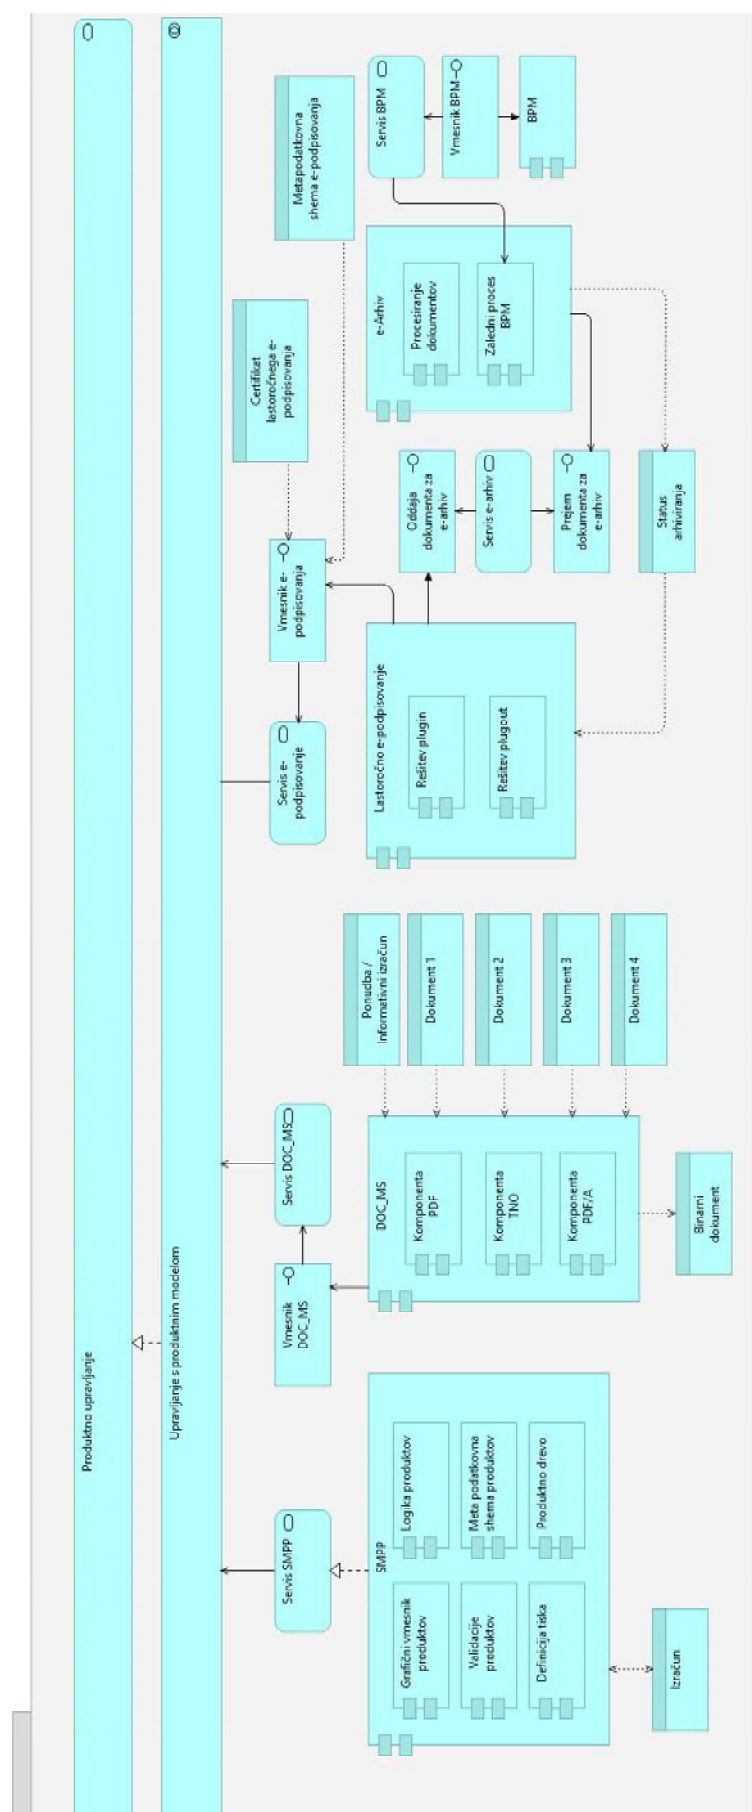 Produktno upravljanje
Upravljanje s produktnim modelom
Servis SMPP
SMPP
Grafični vmesnik
produktov
Logika produktov
Validacije
produktov
Meta podatkovna
shema produktov
Definicija tiska
Produktno drevo
Izračun
Vmesnik
DOC_MS
Servis DOC_MS
DOC_MS
Komponenta
PDF
Komponenta
TNO
Komponenta
PDF/A
Binarni
dokument
Ponudba /
informativni izračun
Dokument 1
Dokument 2
Dokument 3
Dokument 4
Servis e-
podpisovanje
Vmesnik e-
podpisovanja
Certifikat
lastoročnega e-
podpisovanja
Metapodatkovna
shema e-podpisovanja
Lastoročno e-podpisovanje
Rešitev plugin
Rešitev plugout
Oddaja
dokumenta za
e-arhiv
Servis e-arhiv
Prejem
dokumenta za
e-arhiv
Status
arhiviranja
e-Arhiv
Procesiranje
dokumentov
Zaledni proces
BPM
Servis BPM
Vmesnik BPM
BPM